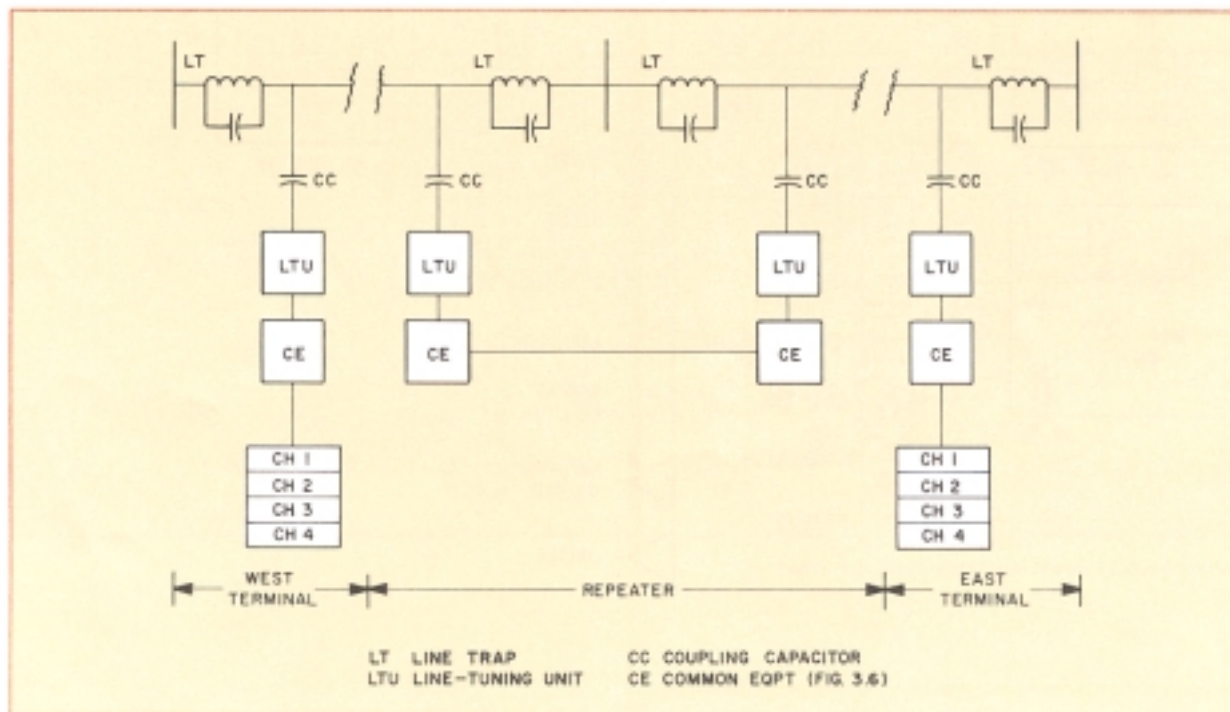 LT LT LT LT
CC CC CC CC
LTU LTU LTU LTU
CE CE CE CE
CH 1 CH 1
CH 2 CH 2
CH 3 CH 3
CH 4 CH 4
WEST TERMINAL REPEATER EAST TERMINAL
LT LINE TRAP CC COUPLING CAPACITOR
LTU LINE-TUNING UNIT CE COMMON EQPT (FIG. 3.6)